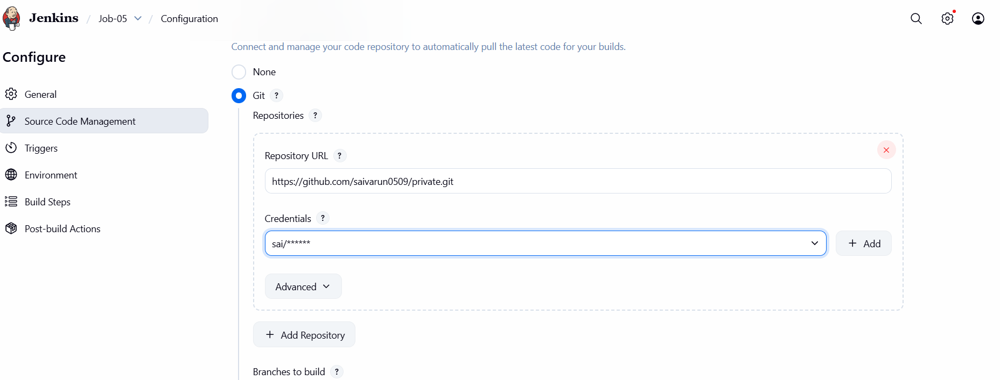 Jenkins / Job-05 / Configuration
Configure
General
Source Code Management
Triggers
Environment
Build Steps
Post-build Actions
Connect and manage your code repository to automatically pull the latest code for your builds.
None
Git ?
Repositories ?
Repository URL ?
https://github.com/saivarun0509/private.git
Credentials ?
sai/******
+ Add
Advanced
+ Add Repository
Branches to build ?